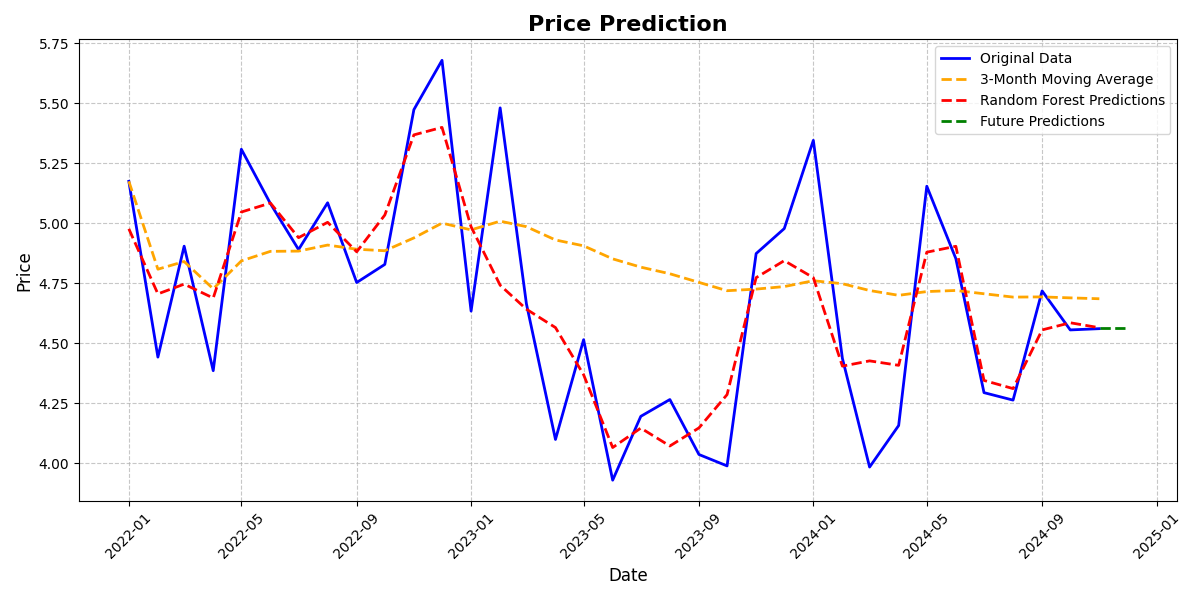 Price Prediction
Original Data
3-Month Moving Average
Random Forest Predictions
Future Predictions
5.75
5.50
5.25
5.00
4.75
4.50
4.25
4.00
Price
2022-01
2022-05
2022-09
2023-01
2023-05
2023-09
2024-01
2024-05
2024-09
2025-01
Date